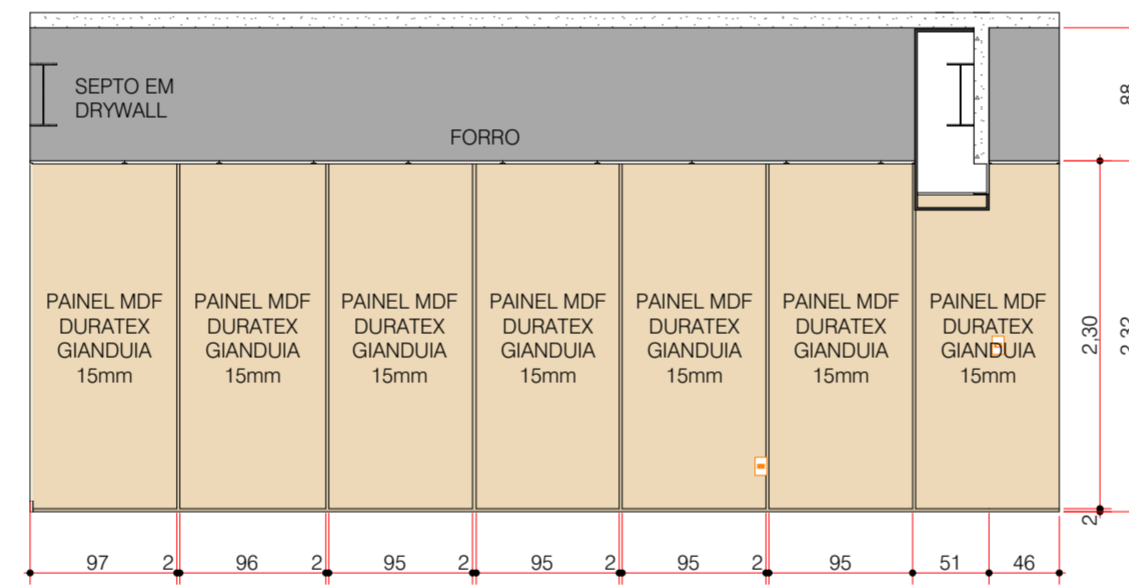 SEPTO EM
DRYWALL
FORRO
88
PAINEL MDF
DURATEX
GIANDUIA
15mm
PAINEL MDF
DURATEX
GIANDUIA
15mm
PAINEL MDF
DURATEX
GIANDUIA
15mm
PAINEL MDF
DURATEX
GIANDUIA
15mm
PAINEL MDF
DURATEX
GIANDUIA
15mm
PAINEL MDF
DURATEX
GIANDUIA
15mm
PAINEL MDF
DURATEX
GIANDUIA
15mm
2,30
2,32
2
97 2 96 2 95 2 95 2 95 2 95 51 46